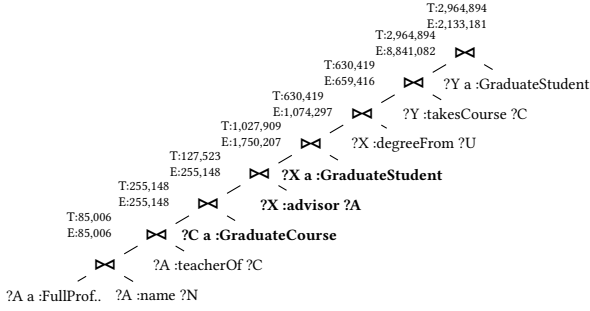 T:2,964,894
E:2,133,181
T:2,964,894
E:8,841,082
T:630,419
E:659,416
?Y a :GraduateStudent
T:630,419
E:1,074,297
?Y :takesCourse ?C
T:1,027,909
E:1,750,207
?X :degreeFrom ?U
T:127,523
E:255,148
?X a :GraduateStudent
T:255,148
E:255,148
?X :advisor ?A
T:85,006
E:85,006
?C a :GraduateCourse
?A :teacherOf ?C
?A a :FullProf.. ?A :name ?N